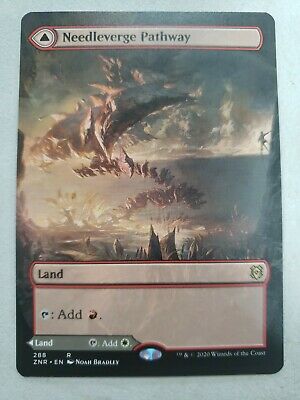 Needleverge Pathway
Land
: Add .
Land : Add .
288 R
ZNR • EN NOAH BRADLEY
™ & © 2020 Wizards of the Coast